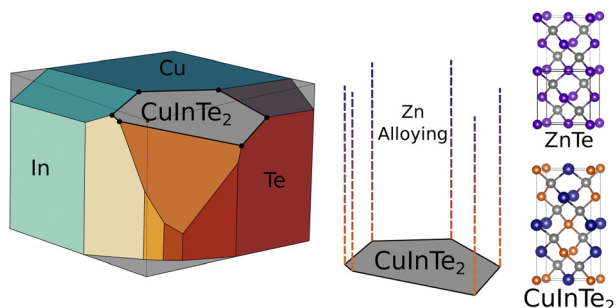 Cu
CuInTe2
In
Te
Zn
Alloying
CuInTe2
ZnTe
CuInTe2